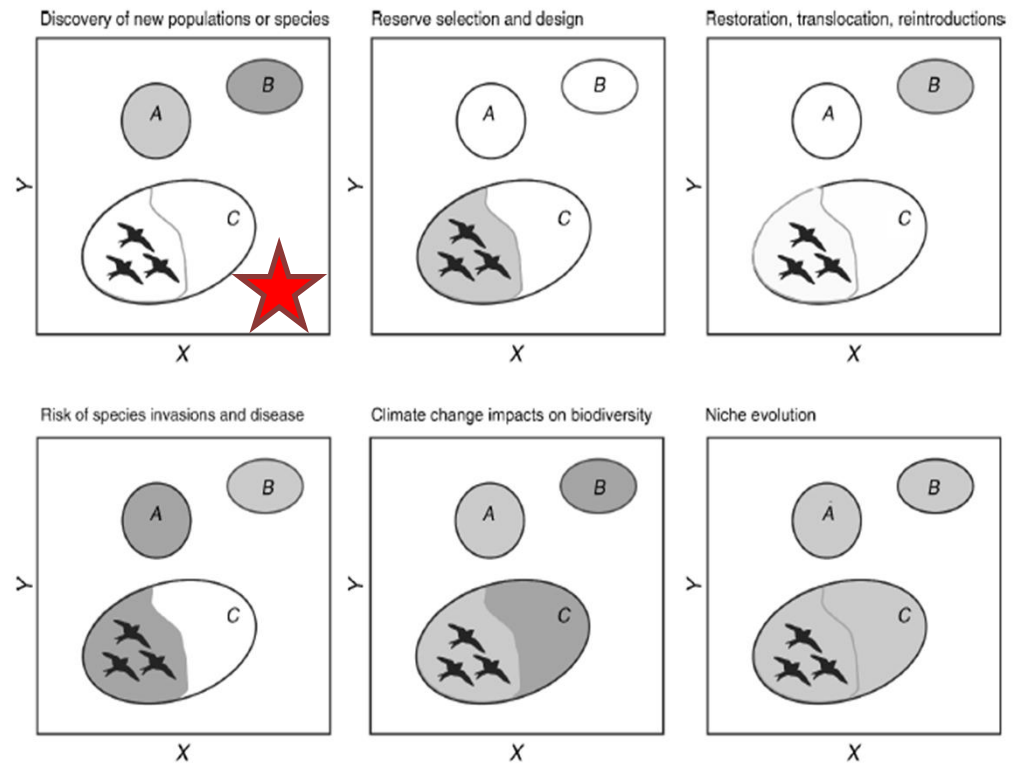 Discovery of new populations or species
Reserve selection and design
Restoration, translocation, reintroductions
A
B
C
Y
X
A
B
C
Y
X
A
B
C
Y
X
Risk of species invasions and disease
Climate change impacts on biodiversity
Niche evolution
A
B
C
Y
X
A
B
C
Y
X
A
B
C
Y
X